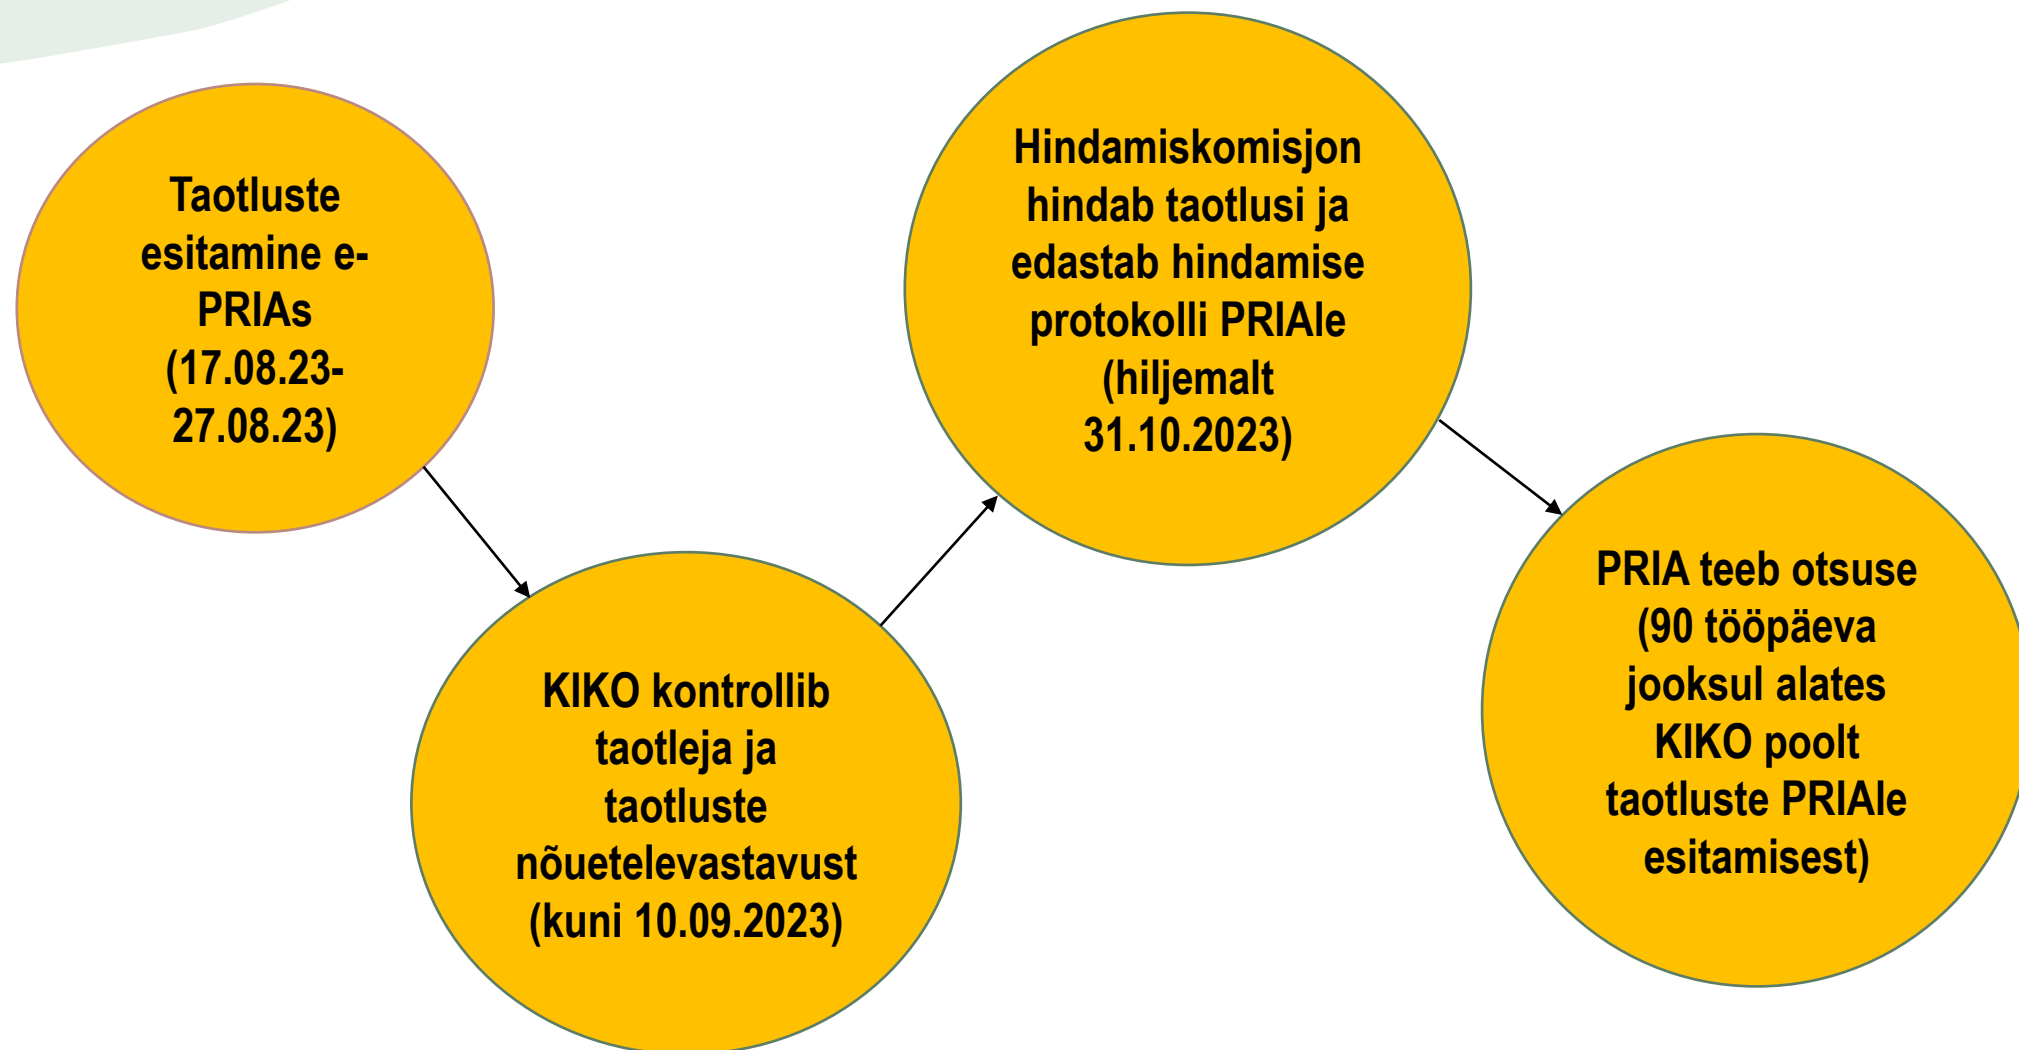 Taotluste
esitamine e-
PRIAs
(17.08.23-
27.08.23)
KIKO kontrollib
taotleja ja
taotluste
nõuetelevastavust
(kuni 10.09.2023)
Hindamiskomisjon
hindab taotlusi ja
edastab hindamise
protokolli PRIAle
(hiljemalt
31.10.2023)
PRIA teeb otsuse
(90 tööpäeva
jooksul alates
KIKO poolt
taotluste PRIAle
esitamisest)